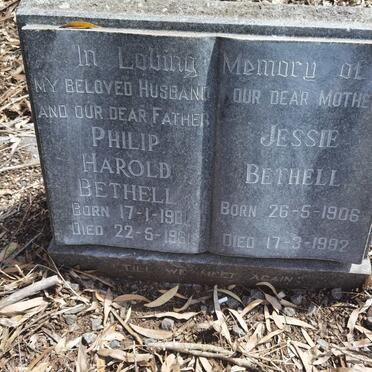 In Loving Memory of
MY BELOVED HUSBAND
AND OUR DEAR FATHER
PHILIP
HAROLD
BETHELL
BORN 17-1-190
DIED 22-5-19
OUR DEAR MOTHE
JESSIE
BETHELL
BORN 26-5-1906
DIED 17-3-1992
"TILL WE MEET AGAIN"